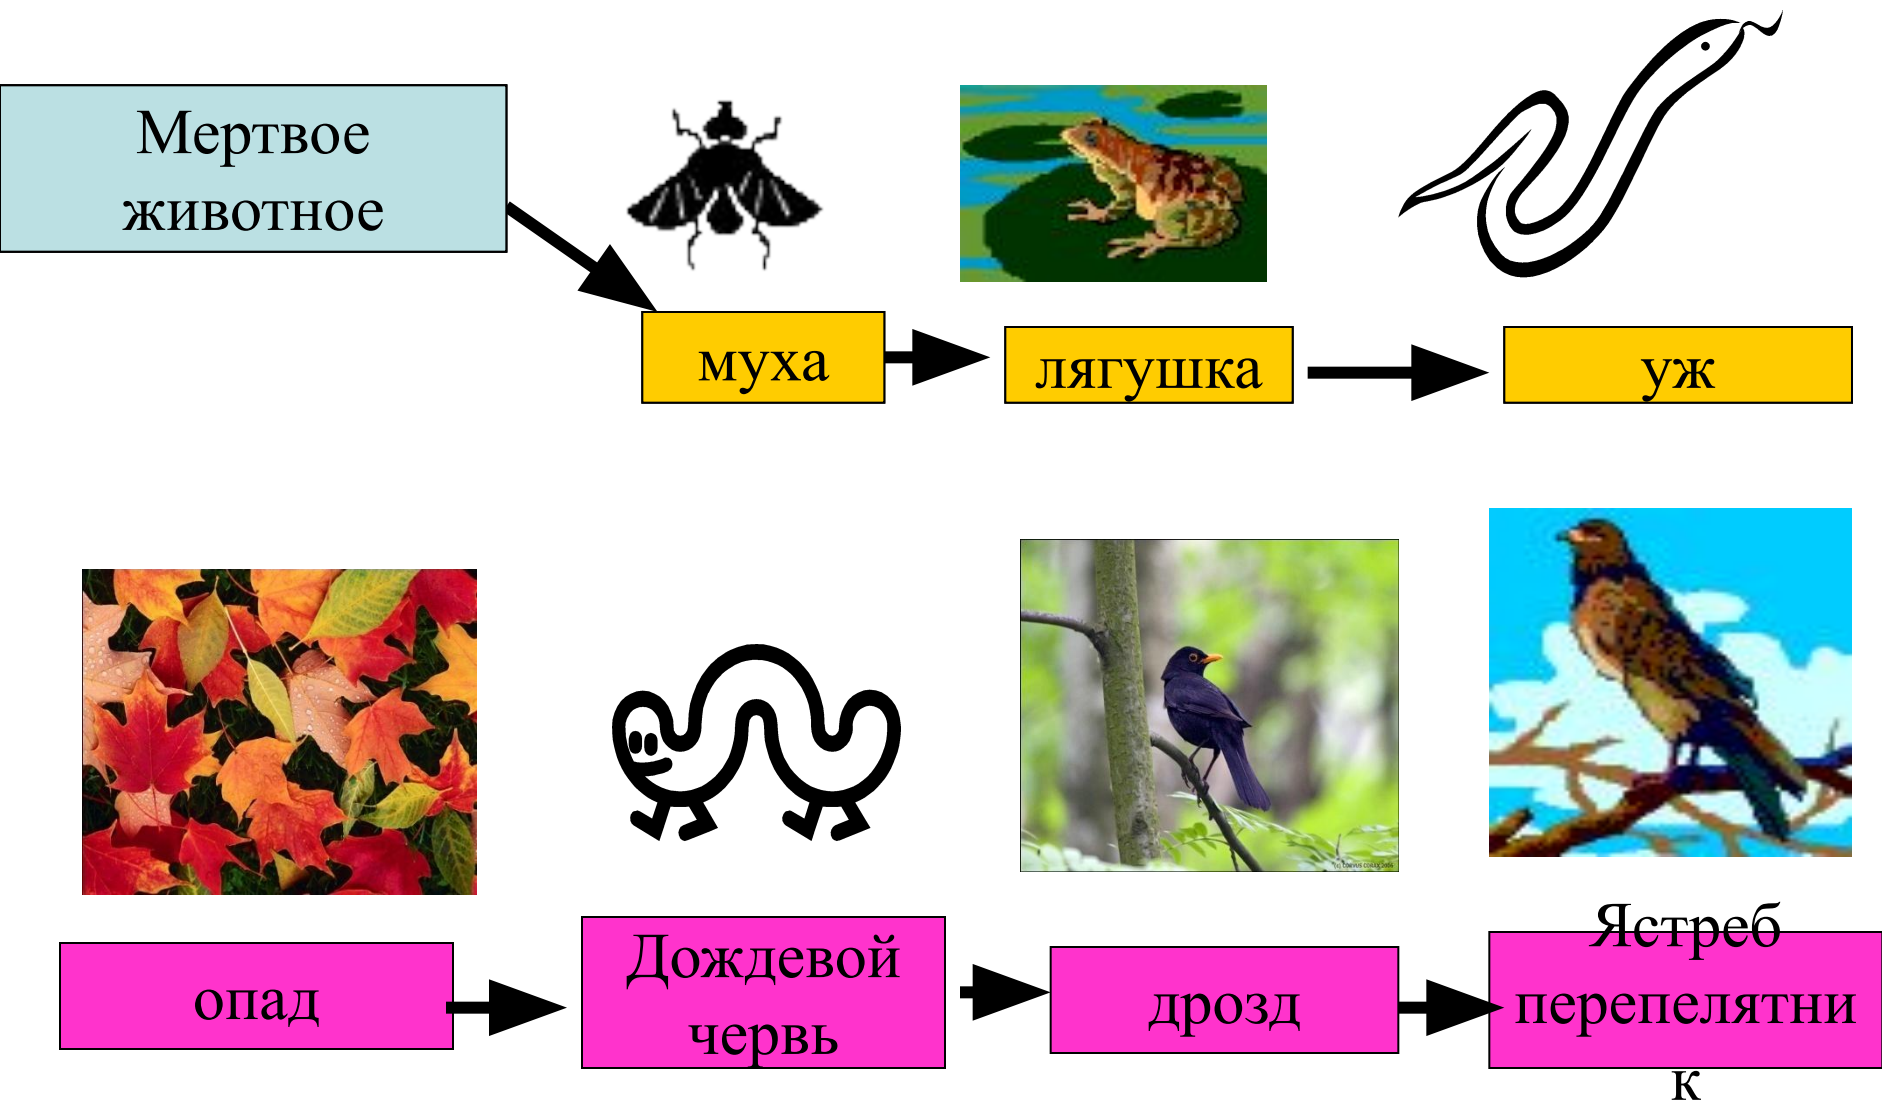 Мертвое
животное
муха
лягушка
уж
опад
Дождевой
червь
дрозд
Ястреб
перепелятни
к